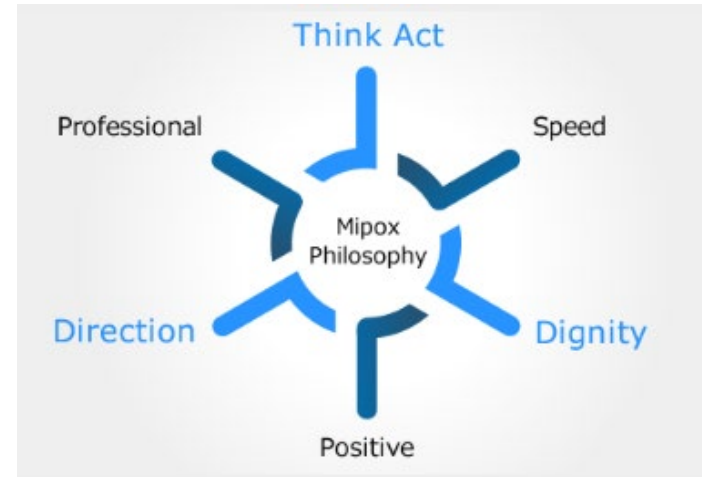 Think Act
Professional
Speed
Mipox
Philosophy
Direction
Dignity
Positive